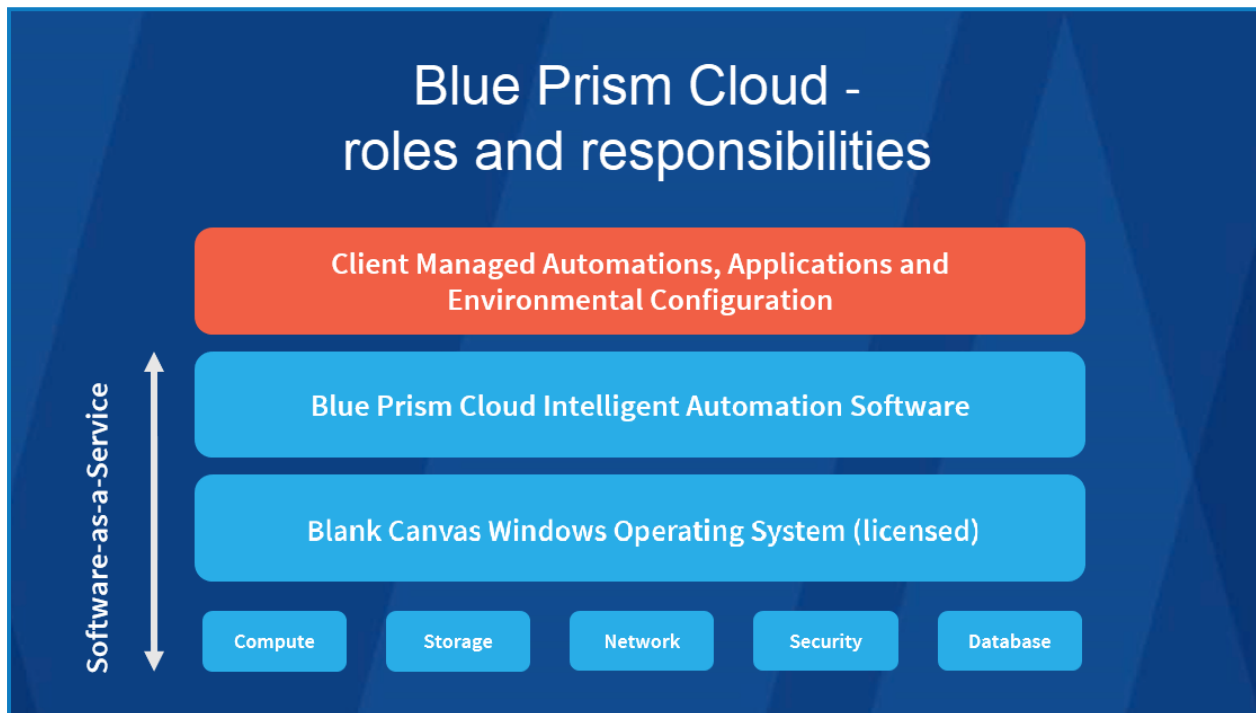 Blue Prism Cloud -
roles and responsibilities
Client Managed Automations, Applications and
Environmental Configuration
Software-as-a-Service
Blue Prism Cloud Intelligent Automation Software
Blank Canvas Windows Operating System (licensed)
Compute
Storage
Network
Security
Database